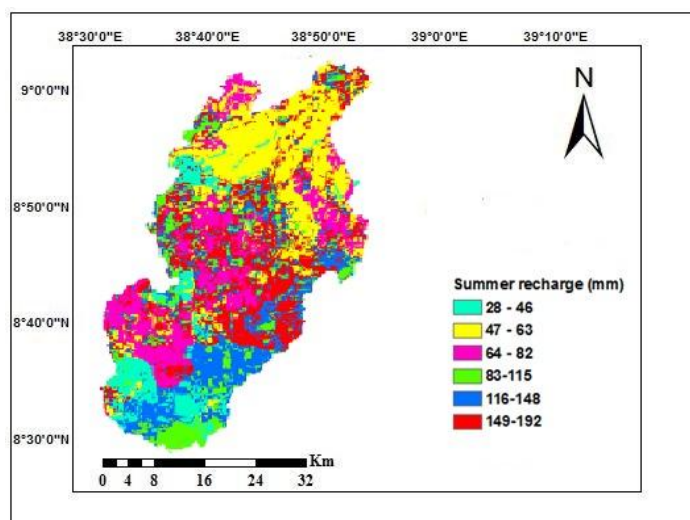 38°30'0"E 38°40'0"E 38°50'0"E 39°0'0"E 39°10'0"E
9°0'0"N
N
8°50'0"N
Summer recharge (mm)
28 - 46
47 - 63
8°40'0"N
64 - 82
83-115
116-148
149-192
8°30'0"N
Km
0 4 8 16 24 32